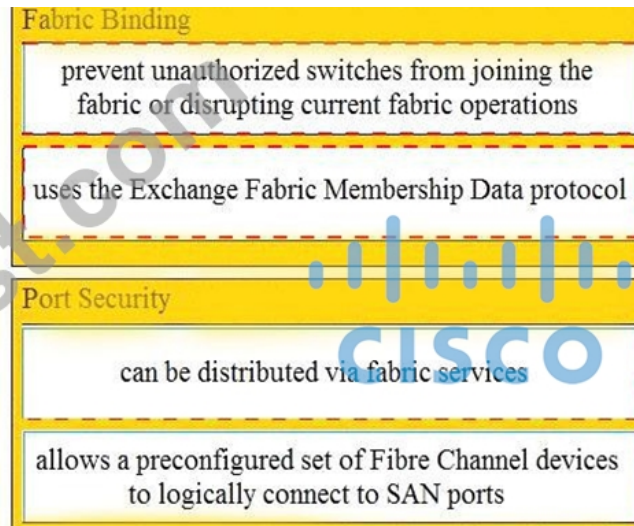 Fabric Binding
prevent unauthorized switches from joining the
fabric or disrupting current fabric operations
uses the Exchange Fabric Membership Data protocol
Port Security
can be distributed via fabric services
allows a preconfigured set of Fibre Channel devices
to logically connect to SAN ports
CISCO
t.com